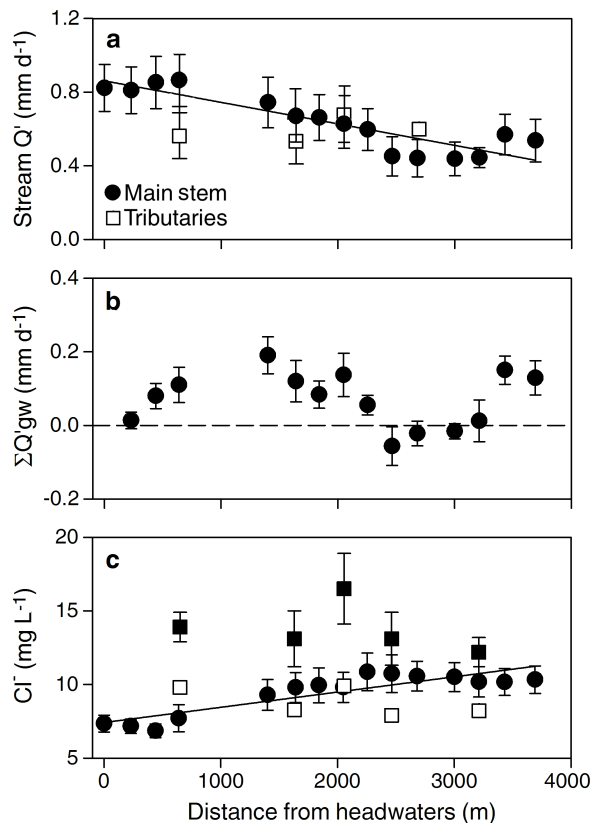 a
Stream Q' (mm d-1)
1.2
0.8
0.4
0.0
Main stem
Tributaries
b
ΣQ'gw (mm d-1)
0.4
0.2
0.0
-0.2
c
Cl- (mg L-1)
20
15
10
5
0 1000 2000 3000 4000
Distance from headwaters (m)